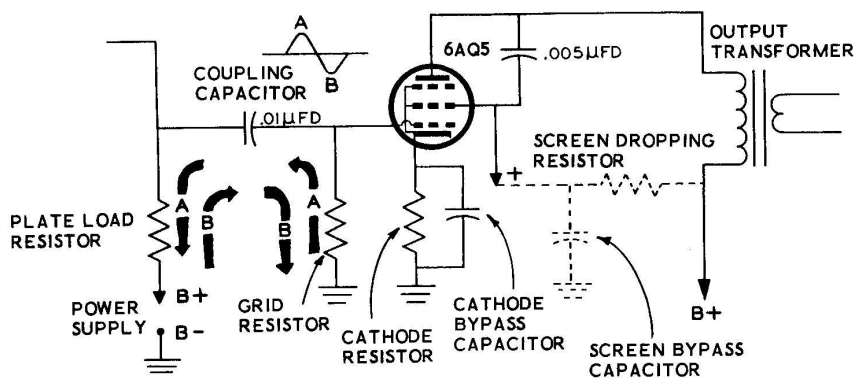 A
B
COUPLING
CAPACITOR
.01µFD
6AQ5
.005µFD
OUTPUT
TRANSFORMER
SCREEN DROPPING
RESISTOR
+
PLATE LOAD
RESISTOR
A
B
B
A
POWER
SUPPLY
B+
B-
GRID
RESISTOR
CATHODE
RESISTOR
CATHODE
BYPASS
CAPACITOR
SCREEN BYPASS
CAPACITOR
B+